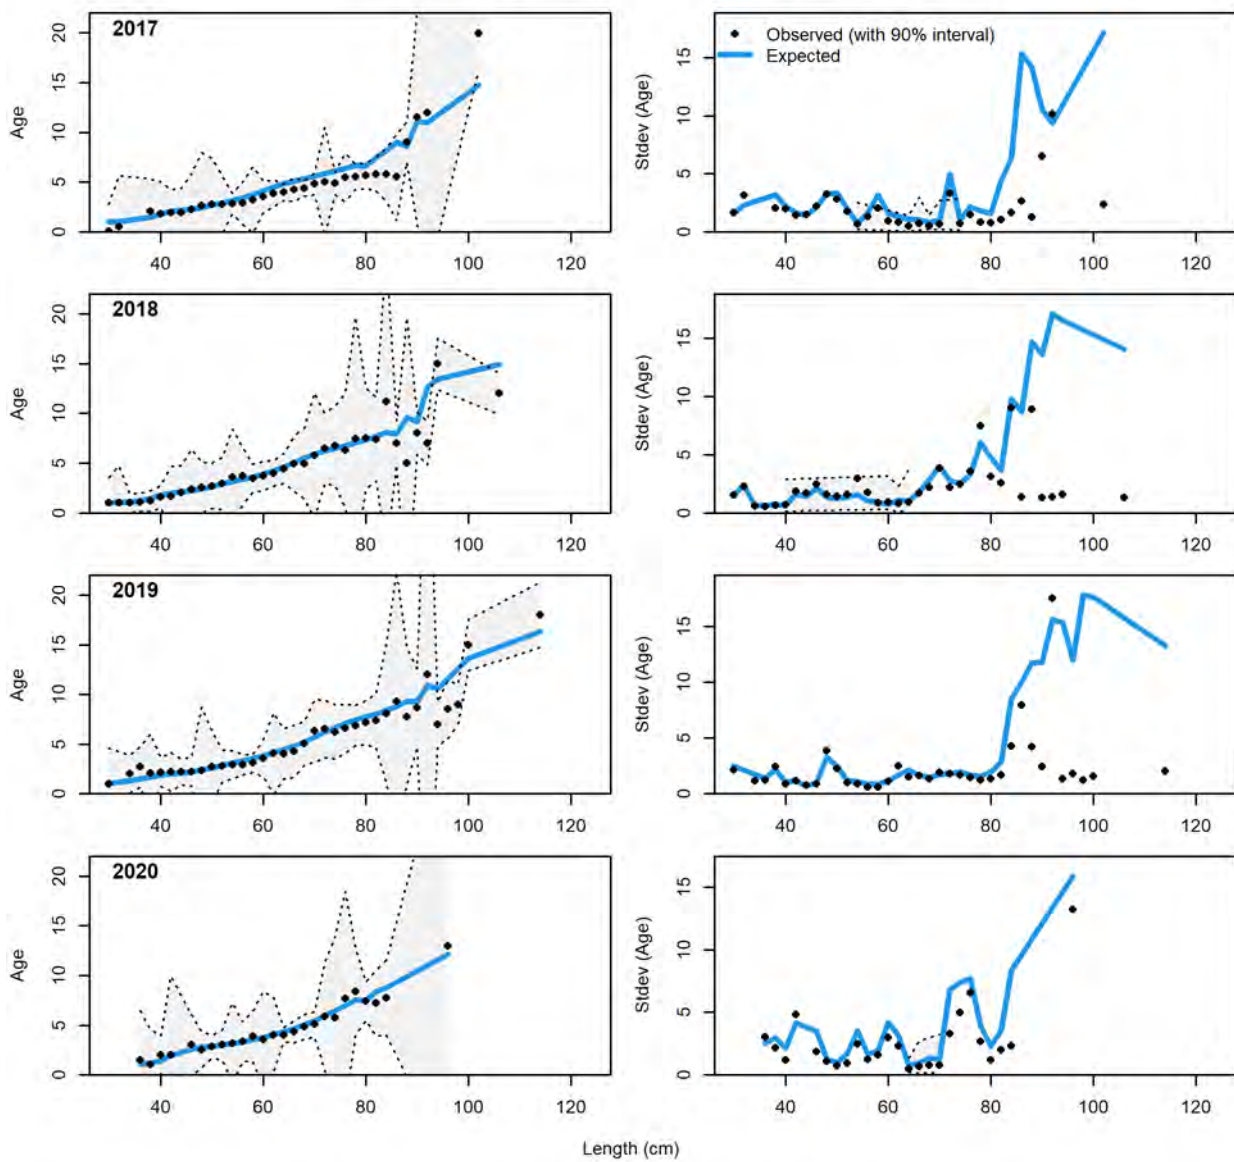 2017
Age
0 5 10 15 20
40 60 80 100 120
Observed (with 90% interval)
Expected
Stdev (Age)
0 5 10 15
40 60 80 100 120
2018
Age
0 5 10 15 20
40 60 80 100 120
Stdev (Age)
0 5 10 15
40 60 80 100 120
2019
Age
0 5 10 15 20
40 60 80 100 120
Stdev (Age)
0 5 10 15
40 60 80 100 120
2020
Age
0 5 10 15 20
40 60 80 100 120
Stdev (Age)
0 5 10 15
40 60 80 100 120
Length (cm)